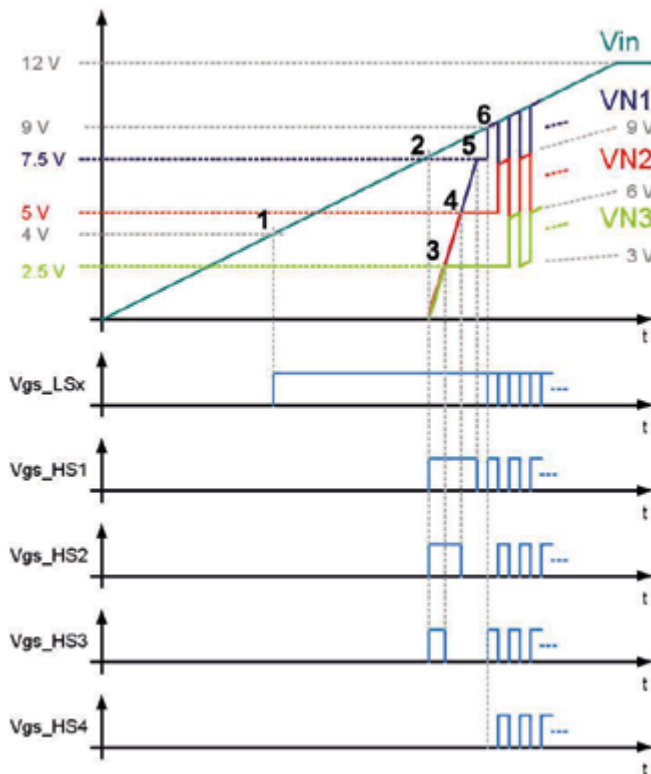 12 V
9 V
7.5 V
5 V
4 V
2.5 V
1
2
3
4
5
6
Vin
VN1
9 V
VN2
6 V
VN3
3 V
t
Vgs_LSx
t
Vgs_HS1
t
Vgs_HS2
t
Vgs_HS3
t
Vgs_HS4
t